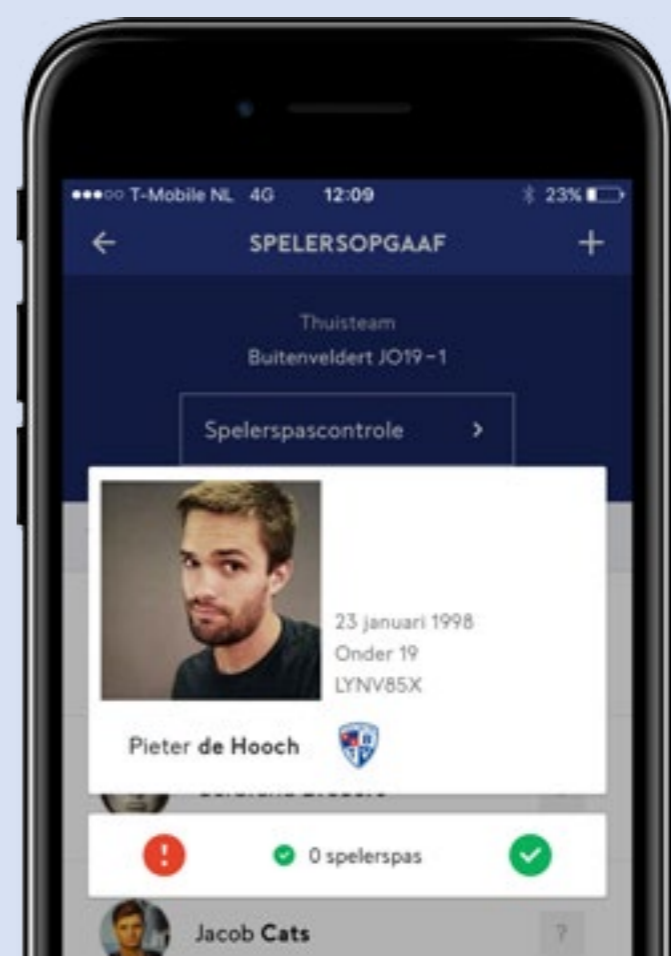 T-Mobile NL 4G 12:09 23%
SPELERSOPGAAF
Thuisteam
Buitenveldert JO19-1
Spelerspascontrole
23 januari 1998
Onder 19
LYNV85X
Pieter de Hooch
0 spelerspas
Jacob Cats
?